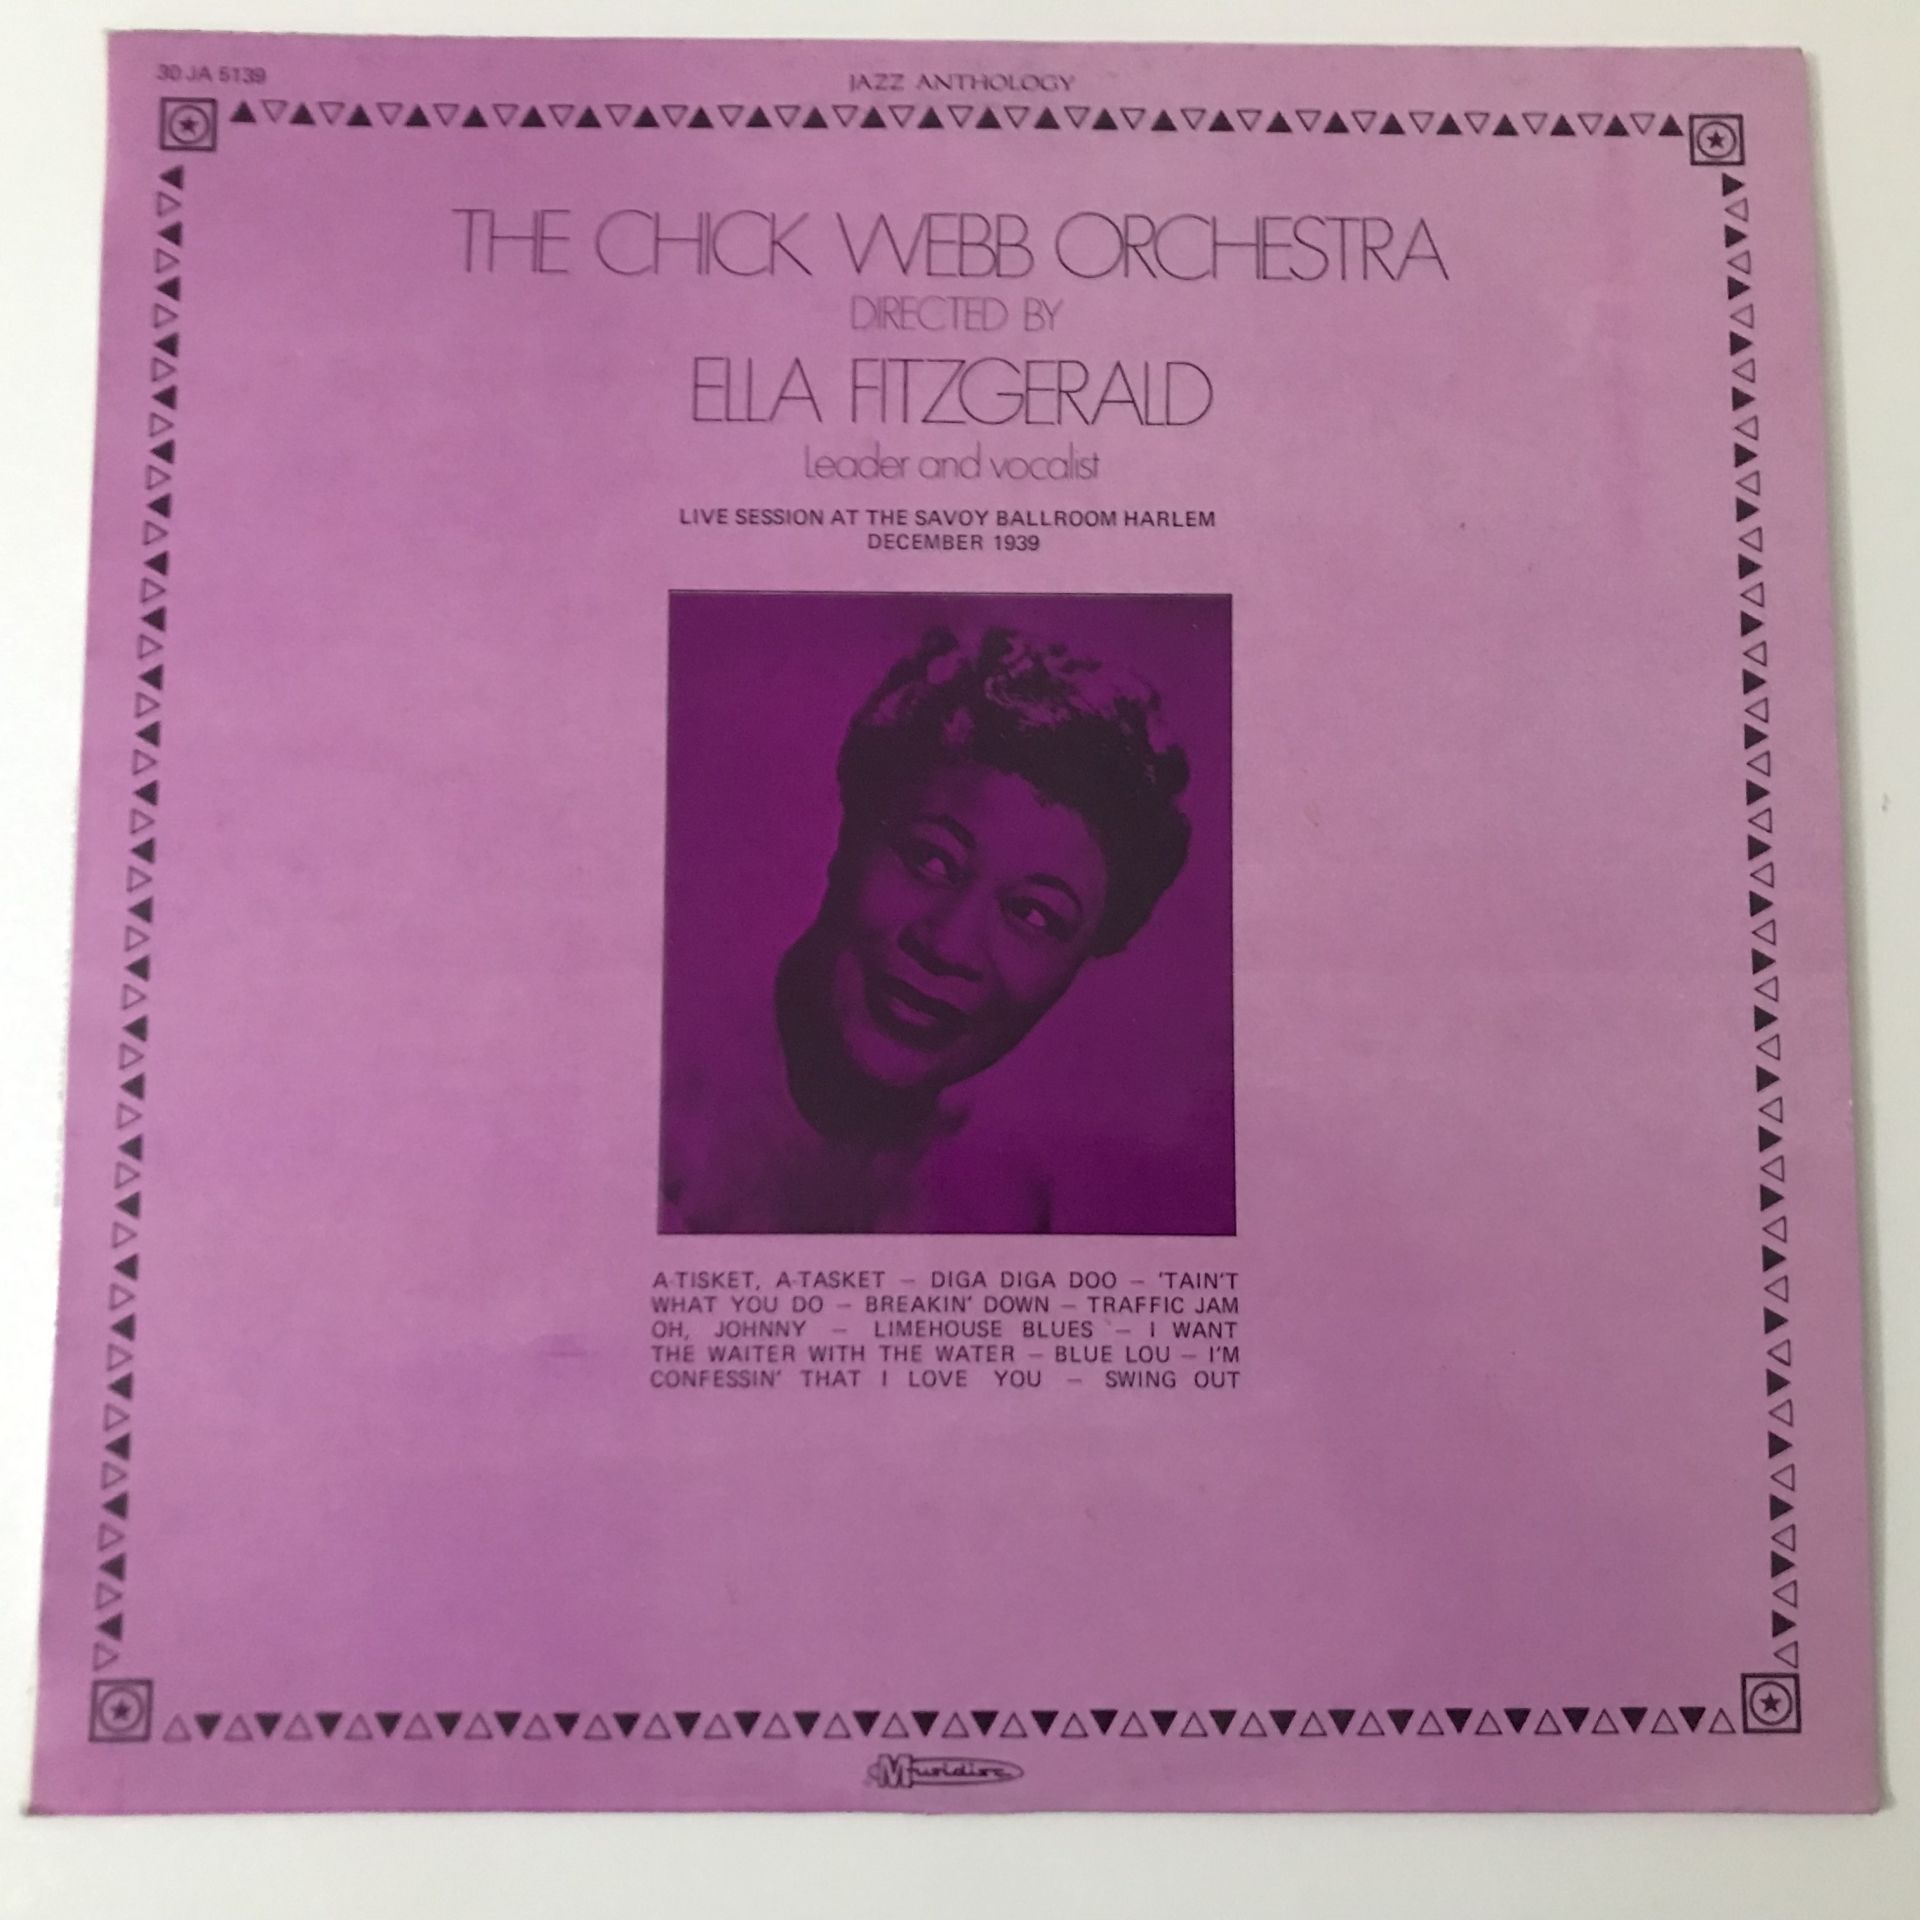 30 JA 5139
JAZZ ANTHOLOGY
THE CHICK WEBB ORCHESTRA
DIRECTED BY
ELLA FITZGERALD
Leader and vocalist
LIVE SESSION AT THE SAVOY BALLROOM HARLEM
DECEMBER 1939
A-TISKET, A-TASKET – DIGA DIGA DOO – 'TAIN'T
WHAT YOU DO – BREAKIN' DOWN – TRAFFIC JAM
OH, JOHNNY – LIMEHOUSE BLUES – I WANT
THE WAITER WITH THE WATER – BLUE LOU – I'M
CONFESSIN' THAT I LOVE YOU – SWING OUT
Musidisc